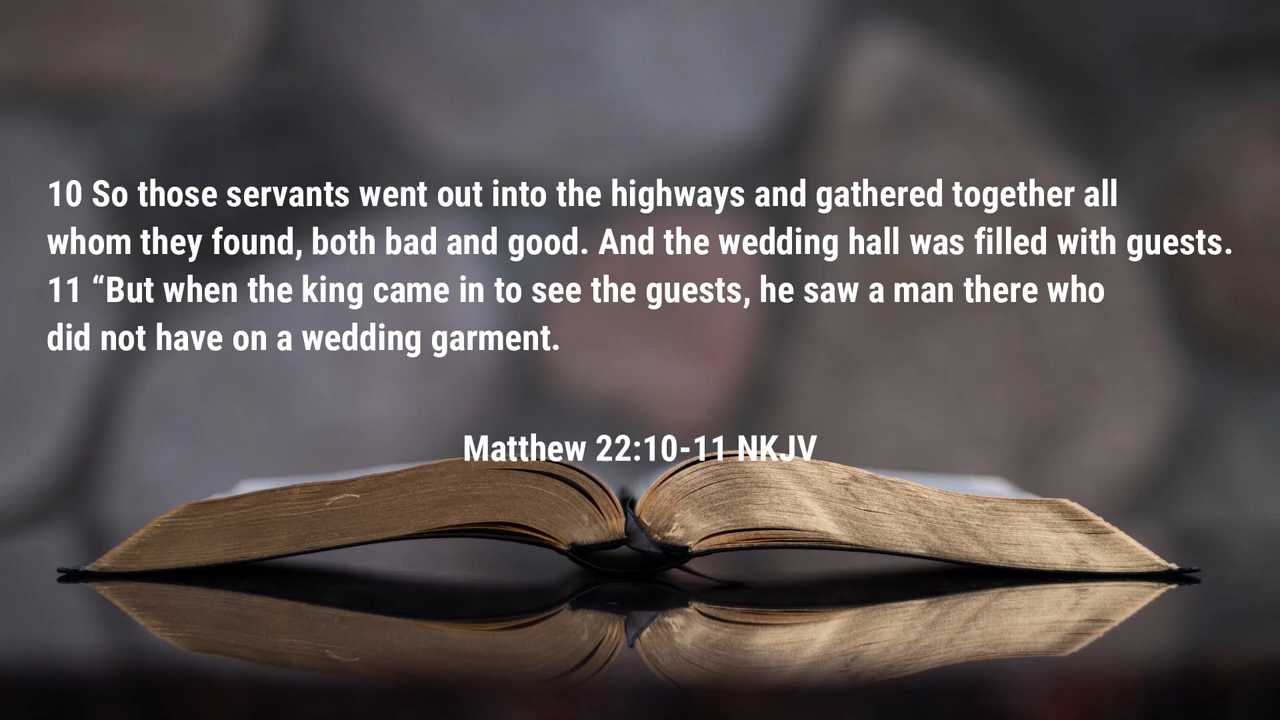 10 So those servants went out into the highways and gathered together all
whom they found, both bad and good. And the wedding hall was filled with guests.
11 “But when the king came in to see the guests, he saw a man there who
did not have on a wedding garment.
Matthew 22:10-11 NKJV